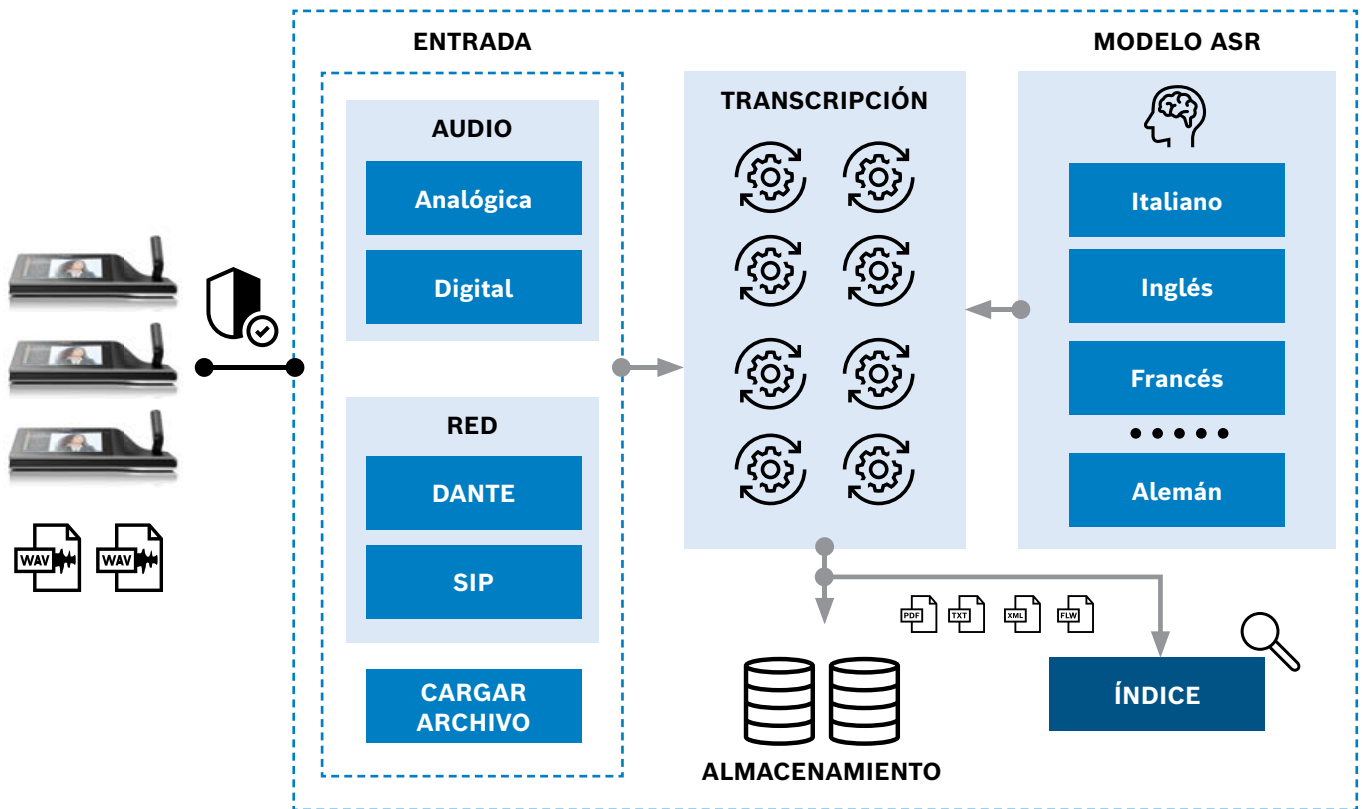 ENTRADA
AUDIO
Analógica
Digital
RED
DANTE
SIP
CARGAR
ARCHIVO
WAV
WAV
TRANSCRIPCIÓN
MODELO ASR
Italiano
Inglés
Francés
Alemán
PDF
TXT
XML
FLW
ALMACENAMIENTO
ÍNDICE